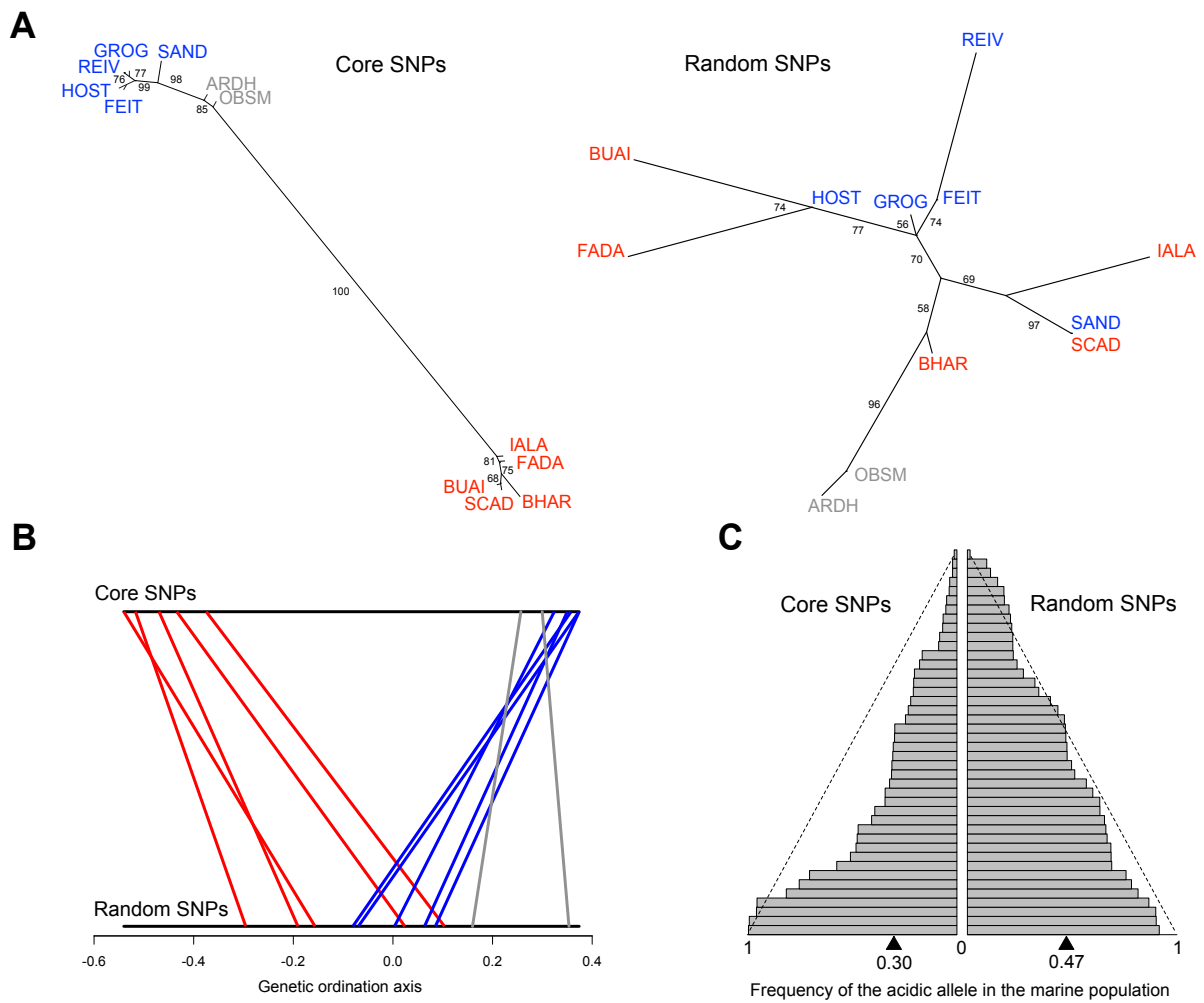 A
Core SNPs
GROG
SAND
REIV
77
76
98
99
HOST
FEIT
ARDH
OBSM
85
100
IALA
81
FADA
75
68
BUAI
SCAD
BHAR
Random SNPs
REIV
BUAI
HOST
GROG
FEIT
74
77
56
74
FADA
70
IALA
69
58
97
SAND
SCAD
BHAR
96
OBSM
ARDH
B
Core SNPs
Random SNPs
-0.6 -0.4 -0.2 0.0 0.2 0.4
Genetic ordination axis
C
Core SNPs
Random SNPs
1 0 1
0.30 0.47
Frequency of the acidic allele in the marine population